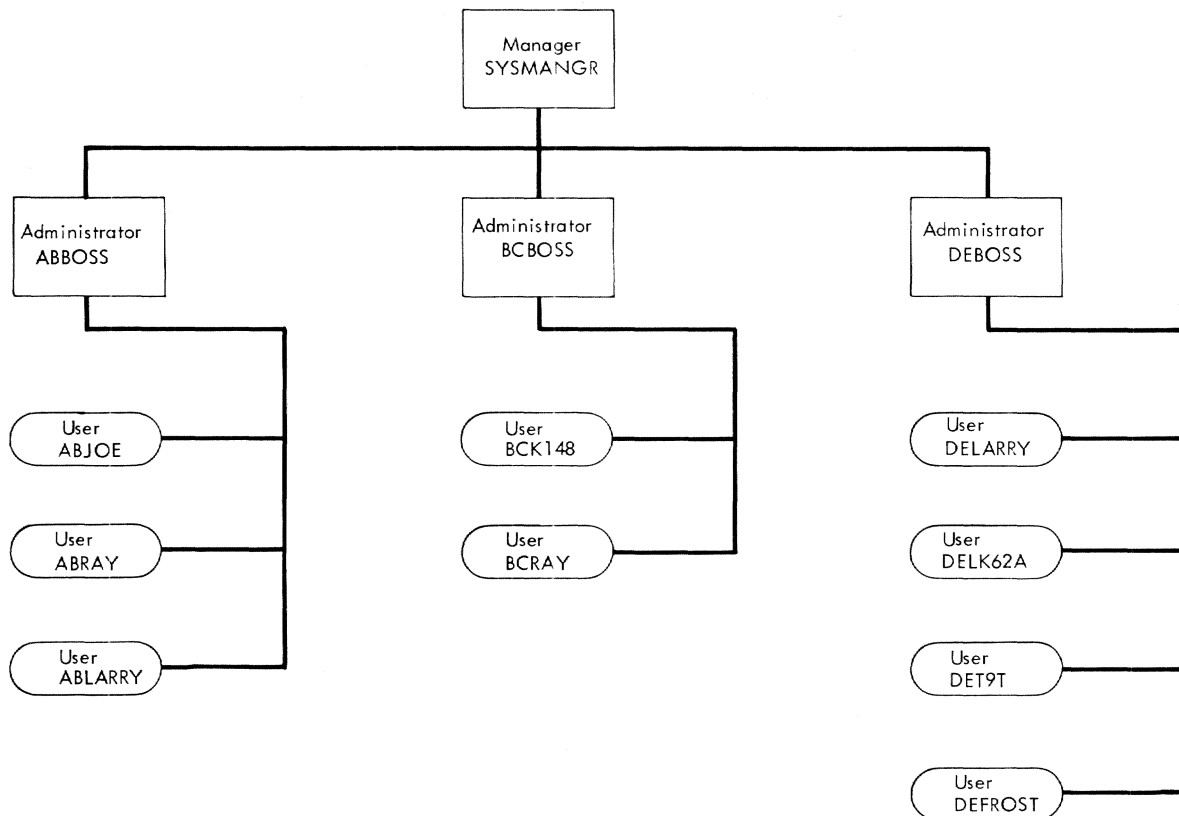 Manager
SYSMANGR
Administrator
ABBOSS
Administrator
BCBOSS
Administrator
DEBOSS
User
ABJOE
User
BCK148
User
DELARRY
User
ABRAY
User
BCRAY
User
DELK62A
User
ABLARRY
User
DET9T
User
DEFROST